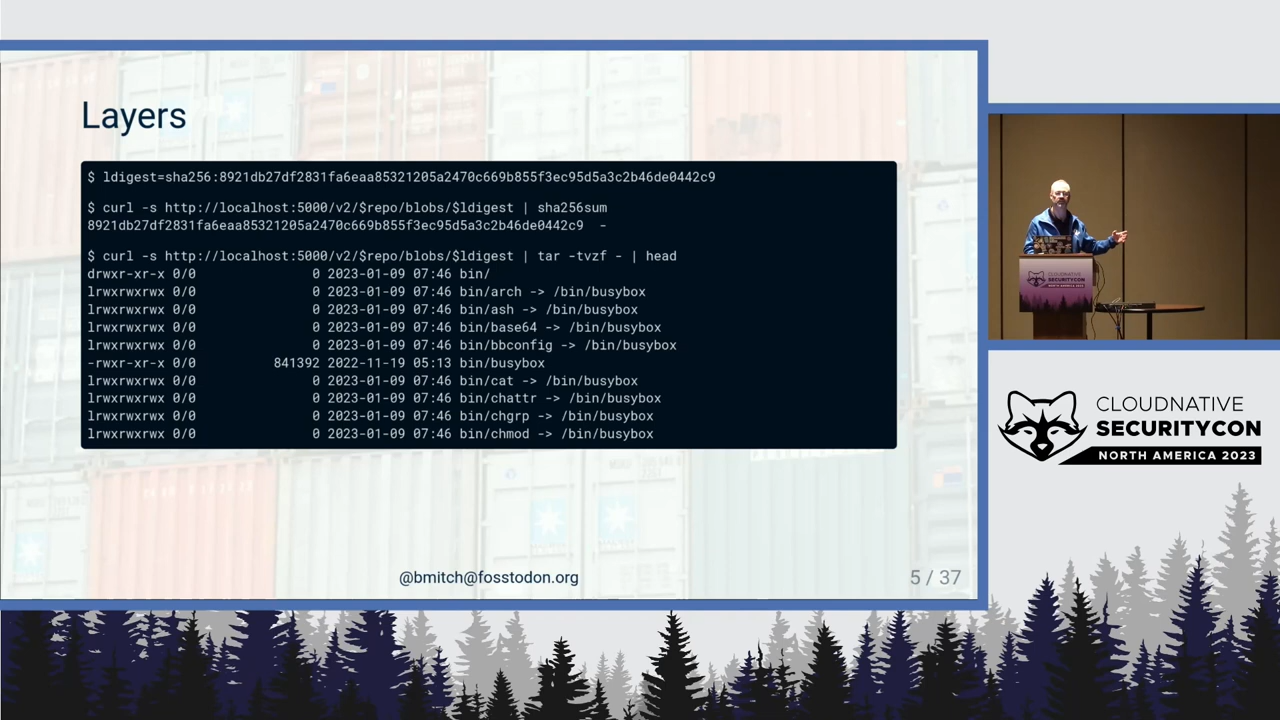 Layers
$ ldigest=sha256:8921db27df2831fa6eaa85321205a2470c669b855f3ec95d5a3c2b46de0442c9
$ curl -s http://localhost:5000/v2/$repo/blobs/$ldigest | sha256sum
8921db27df2831fa6eaa85321205a2470c669b855f3ec95d5a3c2b46de0442c9  -
$ curl -s http://localhost:5000/v2/$repo/blobs/$ldigest | tar -tvzf - | head
drwxr-xr-x 0/0               0 2023-01-09 07:46 bin/
lrwxrwxrwx 0/0               0 2023-01-09 07:46 bin/arch -> /bin/busybox
lrwxrwxrwx 0/0               0 2023-01-09 07:46 bin/ash -> /bin/busybox
lrwxrwxrwx 0/0               0 2023-01-09 07:46 bin/base64 -> /bin/busybox
lrwxrwxrwx 0/0               0 2023-01-09 07:46 bin/bbconfig -> /bin/busybox
-rwxr-xr-x 0/0          841392 2022-11-19 05:13 bin/busybox
lrwxrwxrwx 0/0               0 2023-01-09 07:46 bin/cat -> /bin/busybox
lrwxrwxrwx 0/0               0 2023-01-09 07:46 bin/chattr -> /bin/busybox
lrwxrwxrwx 0/0               0 2023-01-09 07:46 bin/chgrp -> /bin/busybox
lrwxrwxrwx 0/0               0 2023-01-09 07:46 bin/chmod -> /bin/busybox
@bmitch@fosstodon.org
5 / 37
CLOUDNATIVE
SECURITYCON
NORTH AMERICA 2023
CLOUDNATIVE
SECURITYCON
NORTH AMERICA 2023